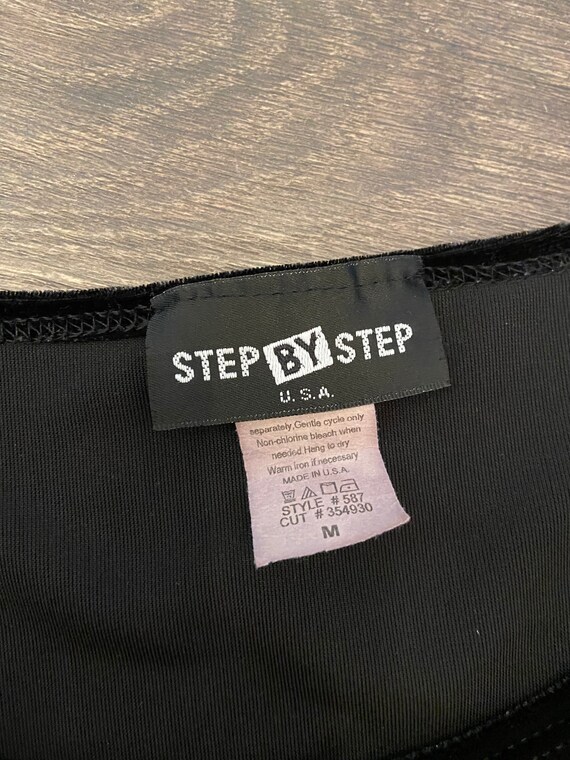 STEP BY STEP
U.S.A.
separately,Gentle cycle only
Non-chlorine bleach when
needed.Hang to dry
Warm iron if.necessary
MADE IN U.S.A.
STYLE # 587
CUT # 354930
M